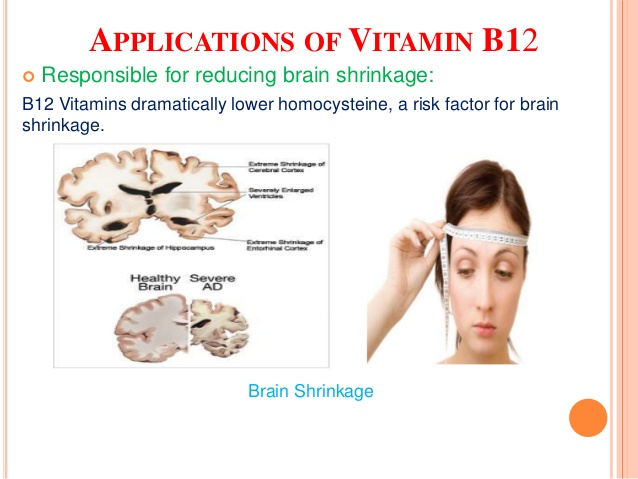 APPLICATIONS OF VITAMIN B12
Responsible for reducing brain shrinkage:
B12 Vitamins dramatically lower homocysteine, a risk factor for brain
shrinkage.
Extreme Shrinkage of
Cerebral Cortex
Severely Enlarged
Ventricles
Extreme Shrinkage of Hippocampus
Extreme Shrinkage of
Entorhinal Cortex
Healthy Severe
Brain AD
Brain Shrinkage